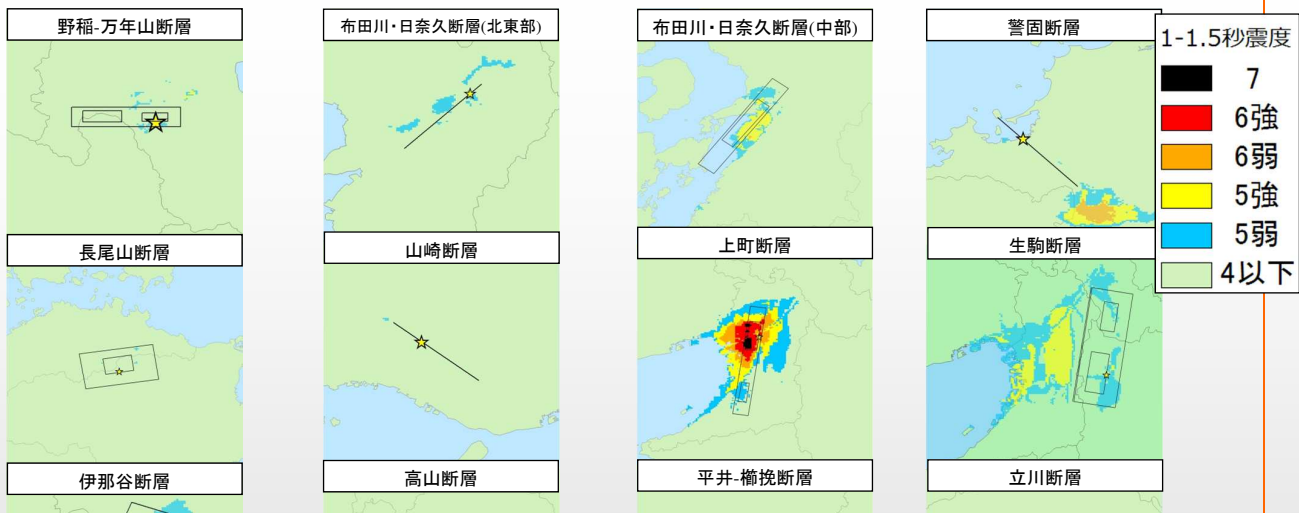 野稲-万年山断層
布田川・日奈久断層(北東部)
布田川・日奈久断層(中部)
警固断層
1-1.5秒震度
7
6強
6弱
5強
5弱
4以下
長尾山断層
山崎断層
上町断層
生駒断層
伊那谷断層
高山断層
平井-櫛挽断層
立川断層